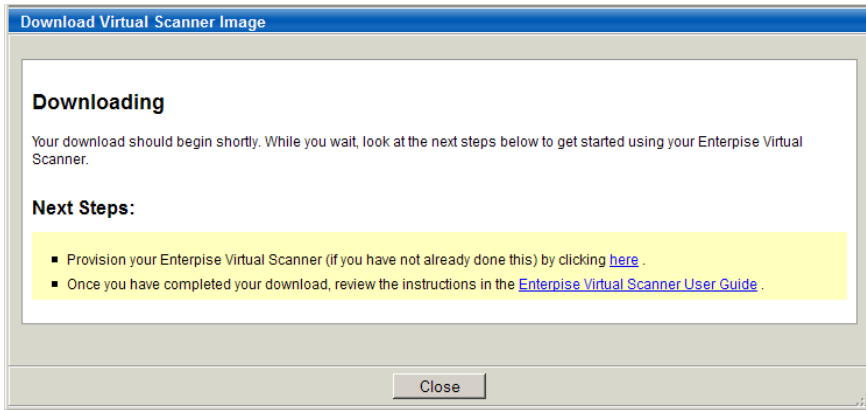 Download Virtual Scanner Image
Downloading
Your download should begin shortly. While you wait, look at the next steps below to get started using your Enterpise Virtual
Scanner.
Next Steps:
Provision your Enterpise Virtual Scanner (if you have not already done this) by clicking here .
Once you have completed your download, review the instructions in the Enterpise Virtual Scanner User Guide .
Close